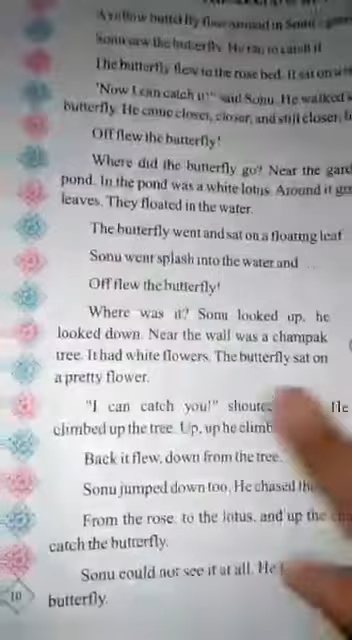 A yellow butterfly flew around in Sonu's
Sonu saw the butterfly. He ran to catch it
The butterfly flew to the rose bed. It sat on a
'Now I can catch it" said Sonu. He walked
butterfly. He came closer, closer, and still closer,
Off flew the butterfly!
Where did the butterfly go? Near the
pond. In the pond was a white lotus. Around it
leaves. They floated in the water.
The butterfly went and sat on a floating leaf
Sonu went splash into the water and ...
Off flew the butterfly!
Where was it? Sonu looked up, he
looked down. Near the wall was a champak
tree. It had white flowers. The butterfly sat on
a pretty flower.
"I can catch you!" He
climbed up the tree. Up, up he
Back it flew, down from the tree.
Sonu jumped down too. He chased
From the rose, to the lotus, and up the
catch the butterfly.
Sonu could not see it at all. He
butterfly.
10